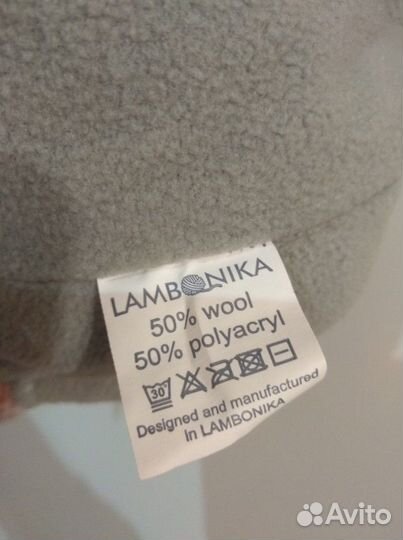 LAMBONIKA
50% wool
50% polyacryl
30°
Designed and manufactured
in LAMBONIKA
Avito